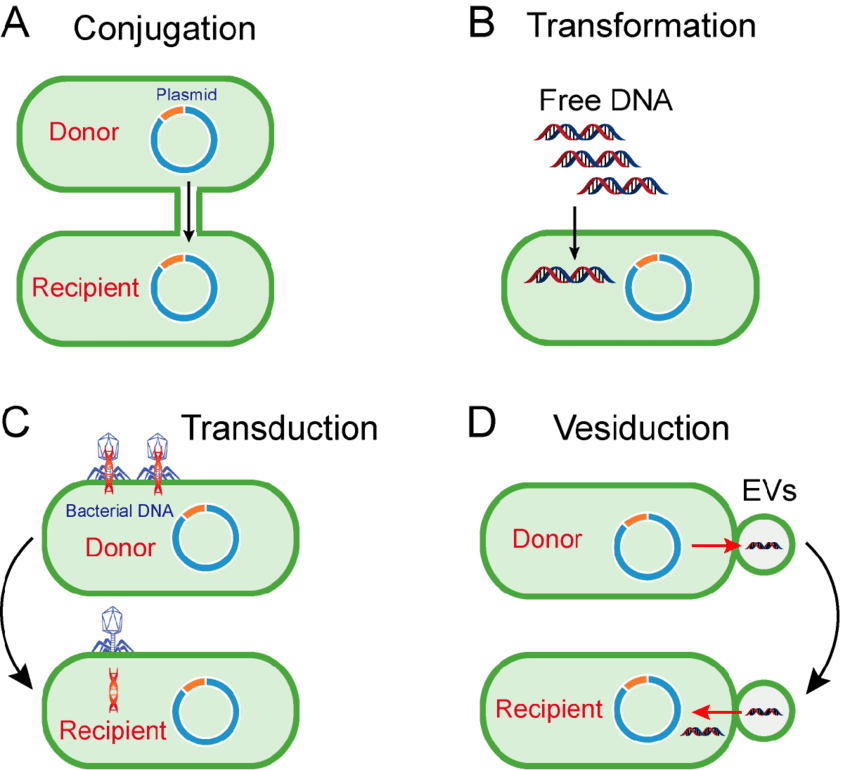 A
Conjugation
Plasmid
Donor
Recipient
B
Transformation
Free DNA
C
Transduction
Bacterial DNA
Donor
Recipient
D
Vesiduction
EVs
Donor
Recipient